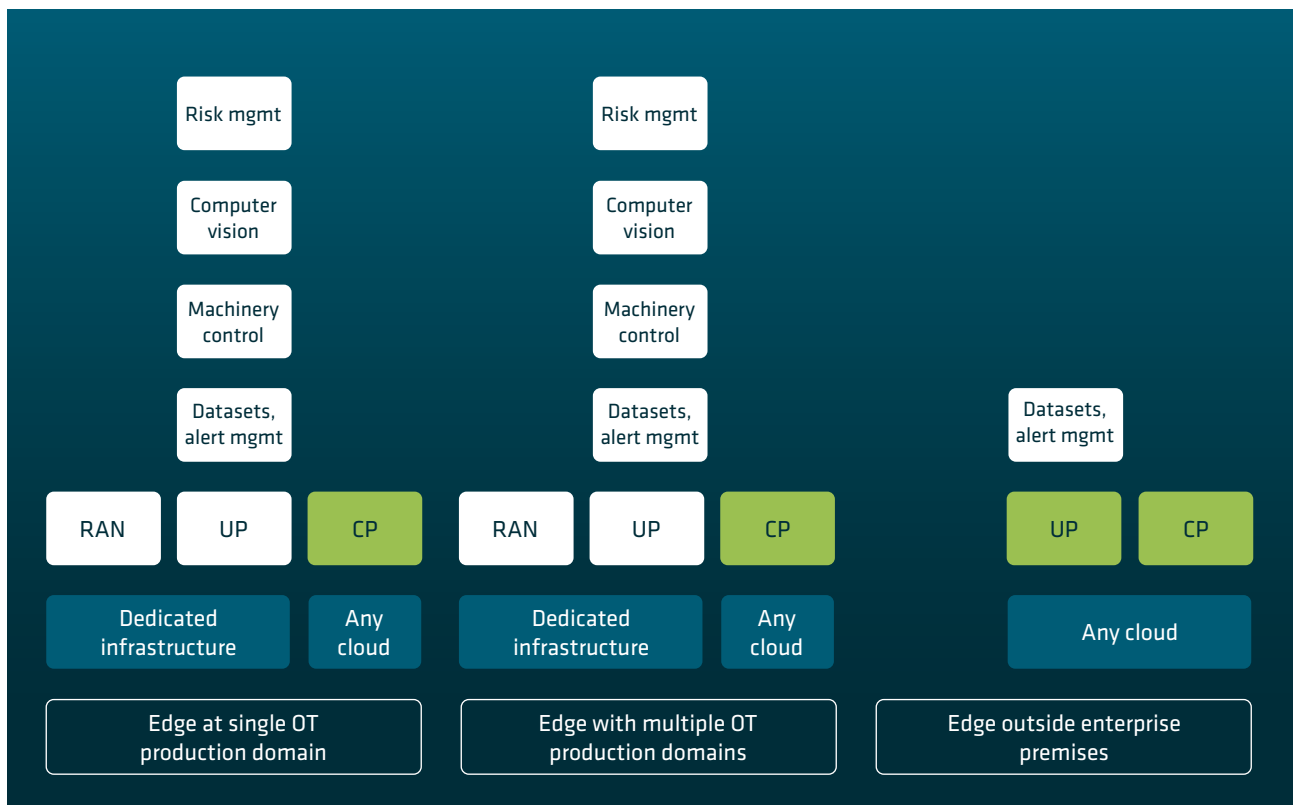 Risk mgmt
Risk mgmt
Computer
vision
Computer
vision
Machinery
control
Machinery
control
Datasets,
alert mgmt
Datasets,
alert mgmt
Datasets,
alert mgmt
RAN
UP
CP
RAN
UP
CP
UP
CP
Dedicated
infrastructure
Any
cloud
Dedicated
infrastructure
Any
cloud
Any cloud
Edge at single OT
production domain
Edge with multiple OT
production domains
Edge outside enterprise
premises